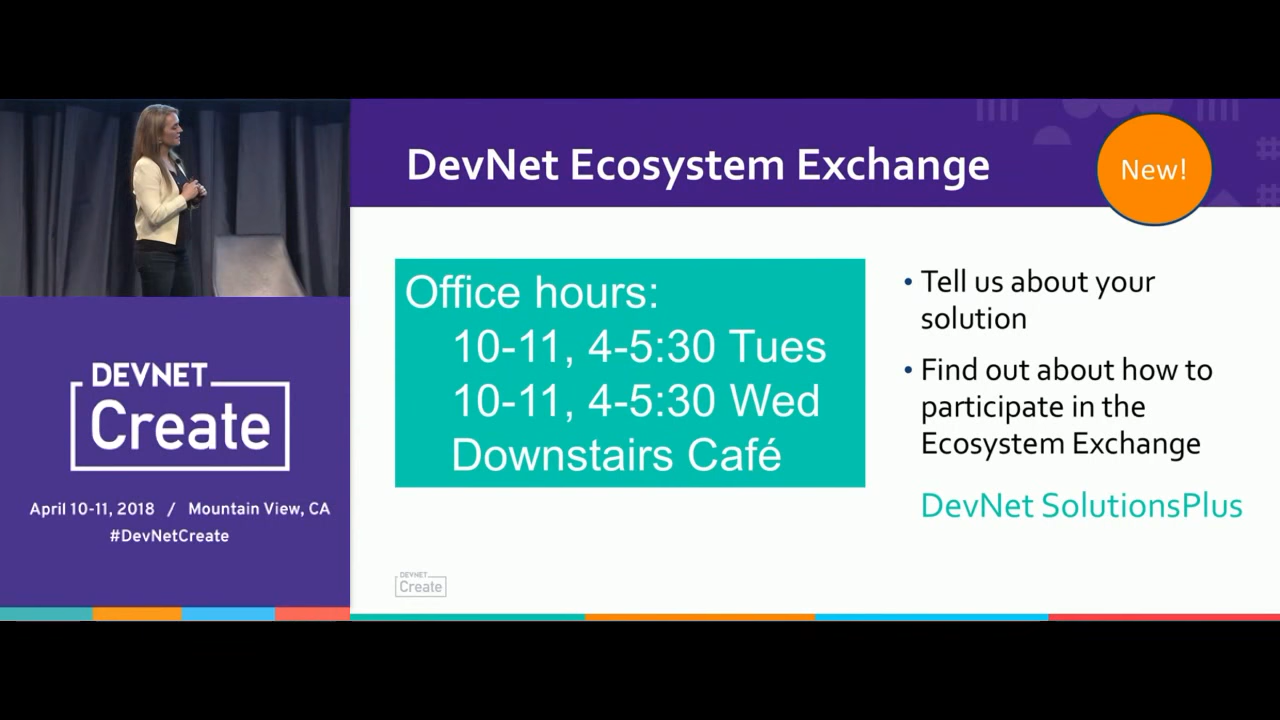 DevNet Ecosystem Exchange
New!
Office hours:
10-11, 4-5:30 Tues
10-11, 4-5:30 Wed
Downstairs Café
• Tell us about your
solution
• Find out about how to
participate in the
Ecosystem Exchange
DevNet SolutionsPlus
DEVNET
Create
DEVNET
Create
April 10-11, 2018 / Mountain View, CA
#DevNetCreate